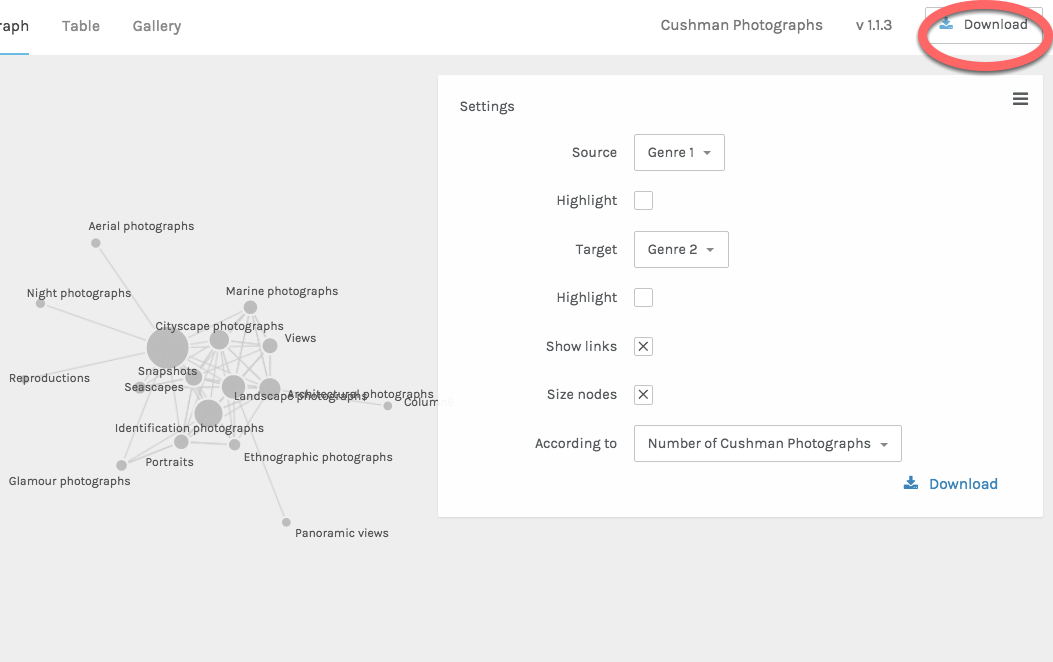 raph Table Gallery Cushman Photographs v 1.1.3 Download
Settings
Source Genre 1
Highlight
Target Genre 2
Highlight
Show links
Size nodes
According to Number of Cushman Photographs
Download
Aerial photographs
Night photographs
Marine photographs
Cityscape photographs
Views
Snapshots
Reproductions
Seascapes
Landscape photographs
Architectural photographs
Colum
Identification photographs
Portraits
Ethnographic photographs
Glamour photographs
Panoramic views